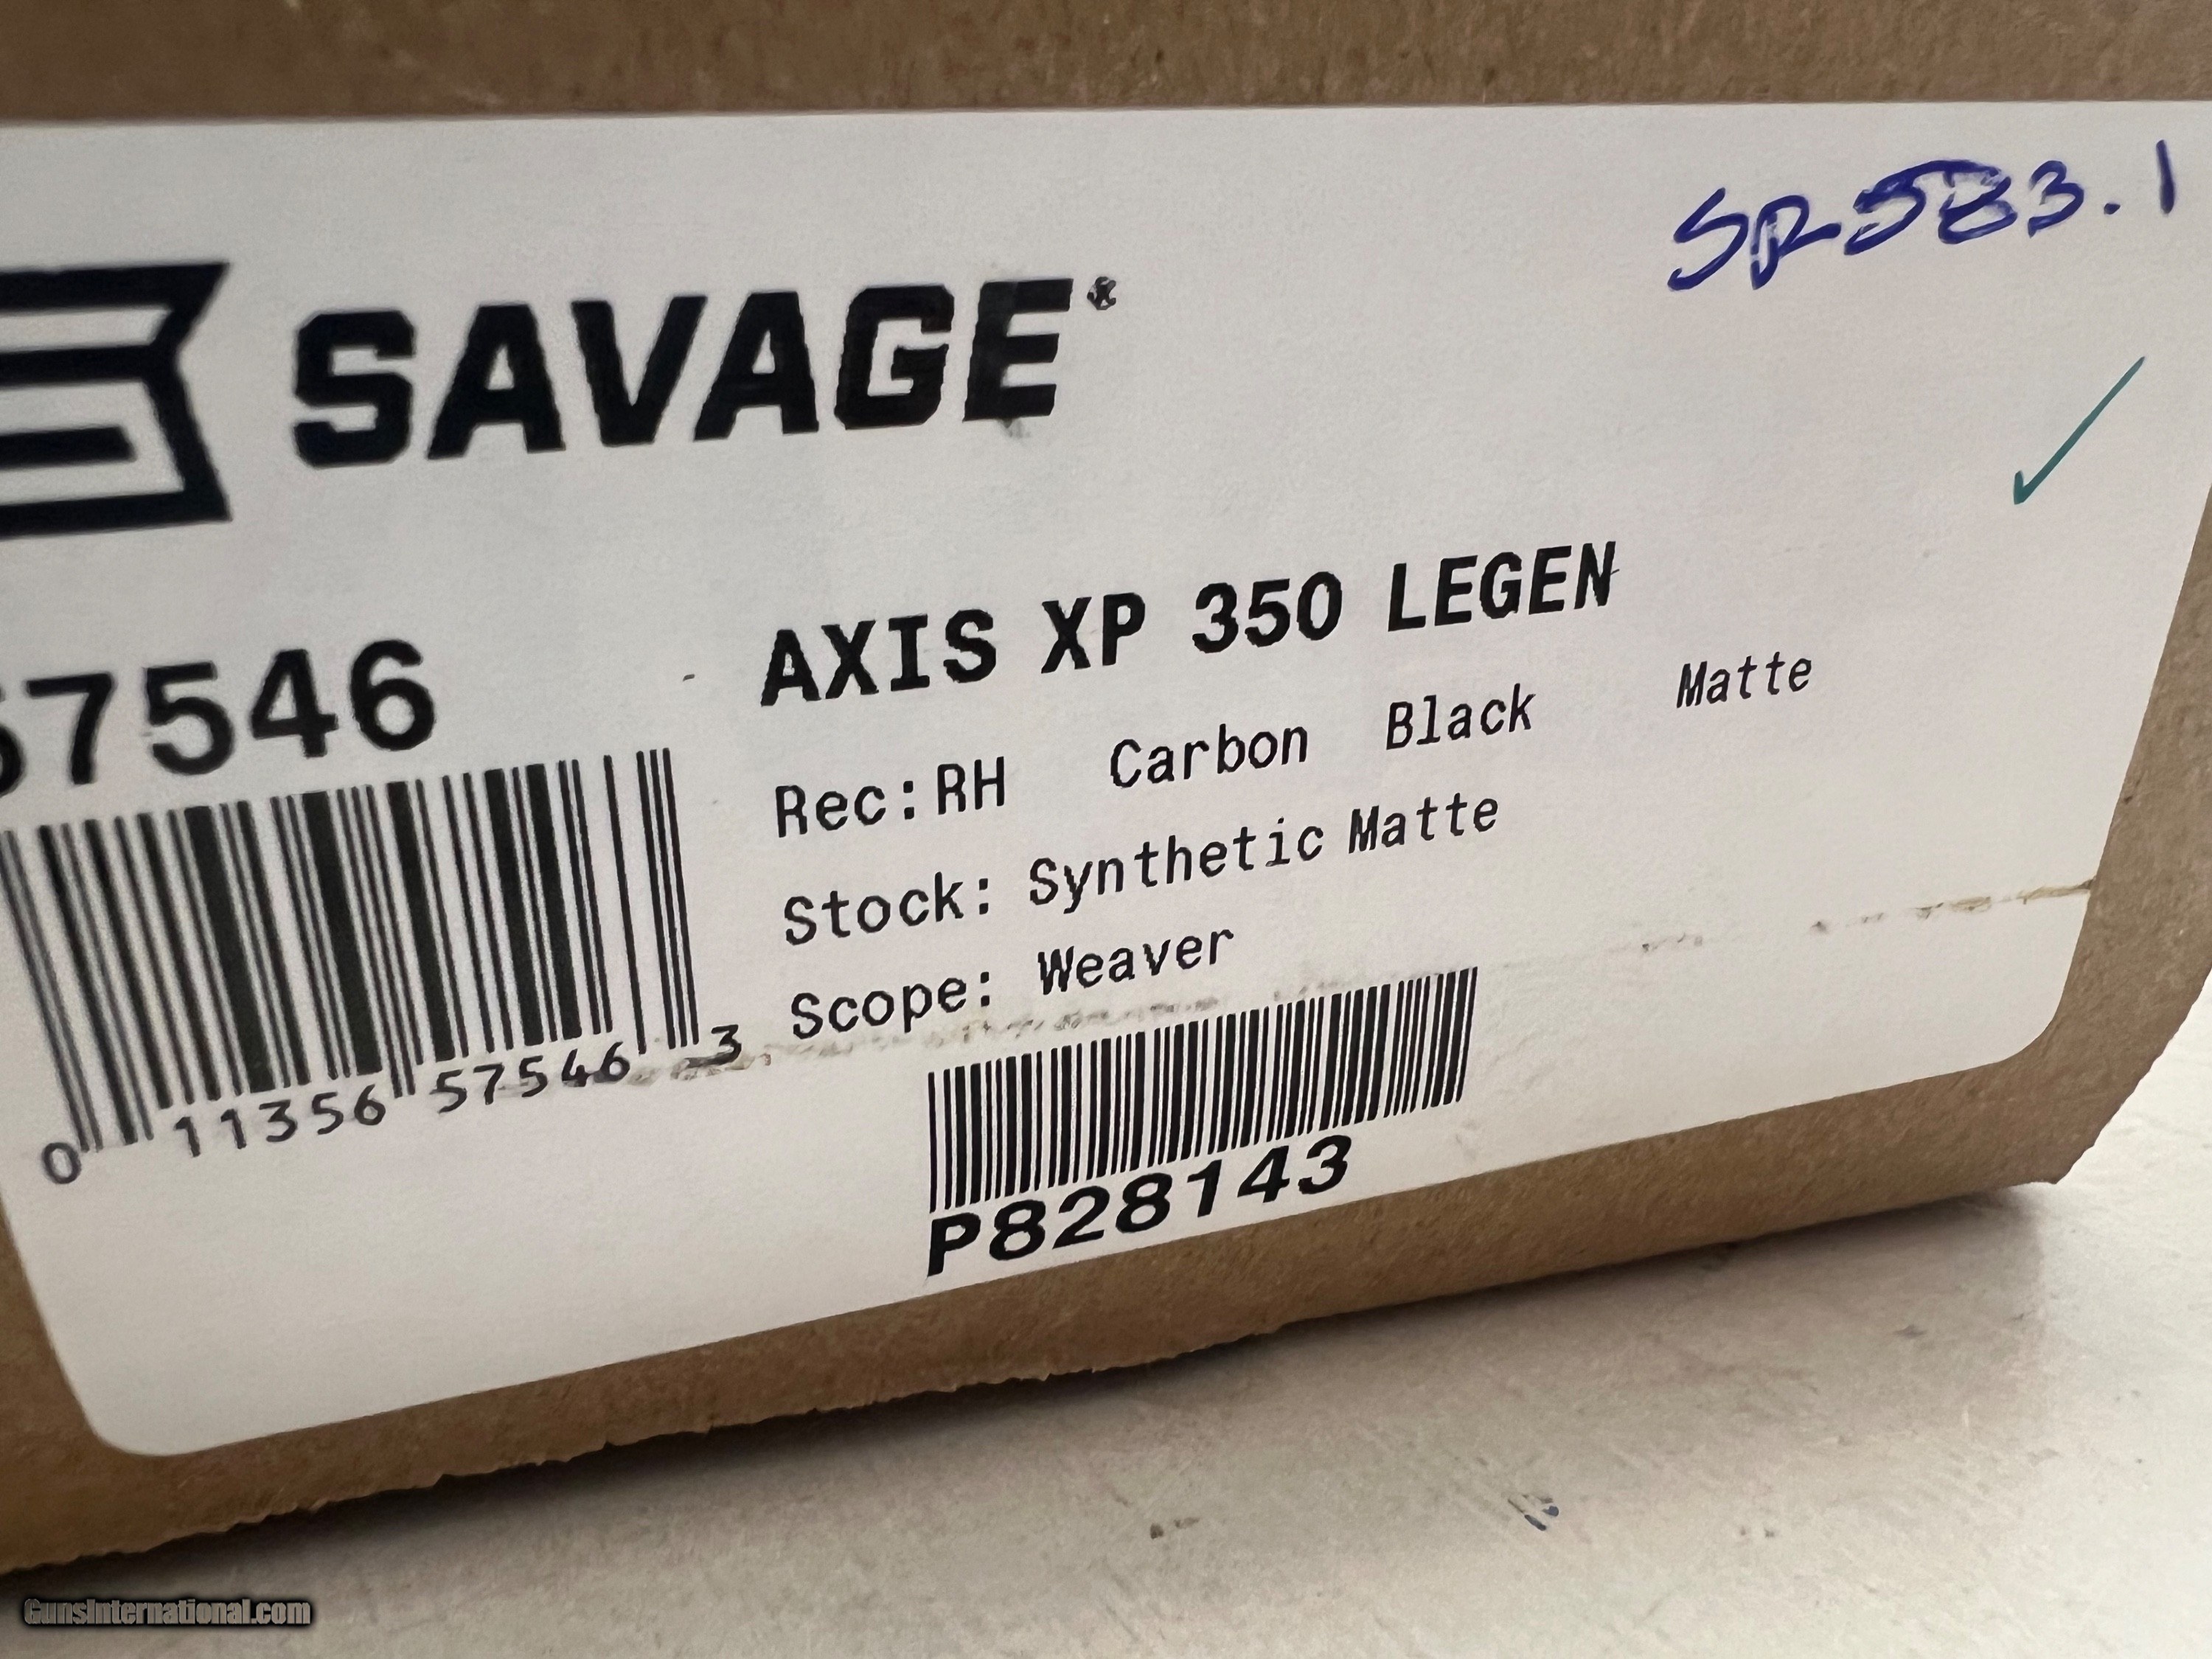 SR583.1
SAVAGE
57546
AXIS XP 350 LEGEN
Rec:RH Carbon Black Matte
Stock: Synthetic Matte
Scope: Weaver
0 11356 57546 3
P828143
GunsInternational.com